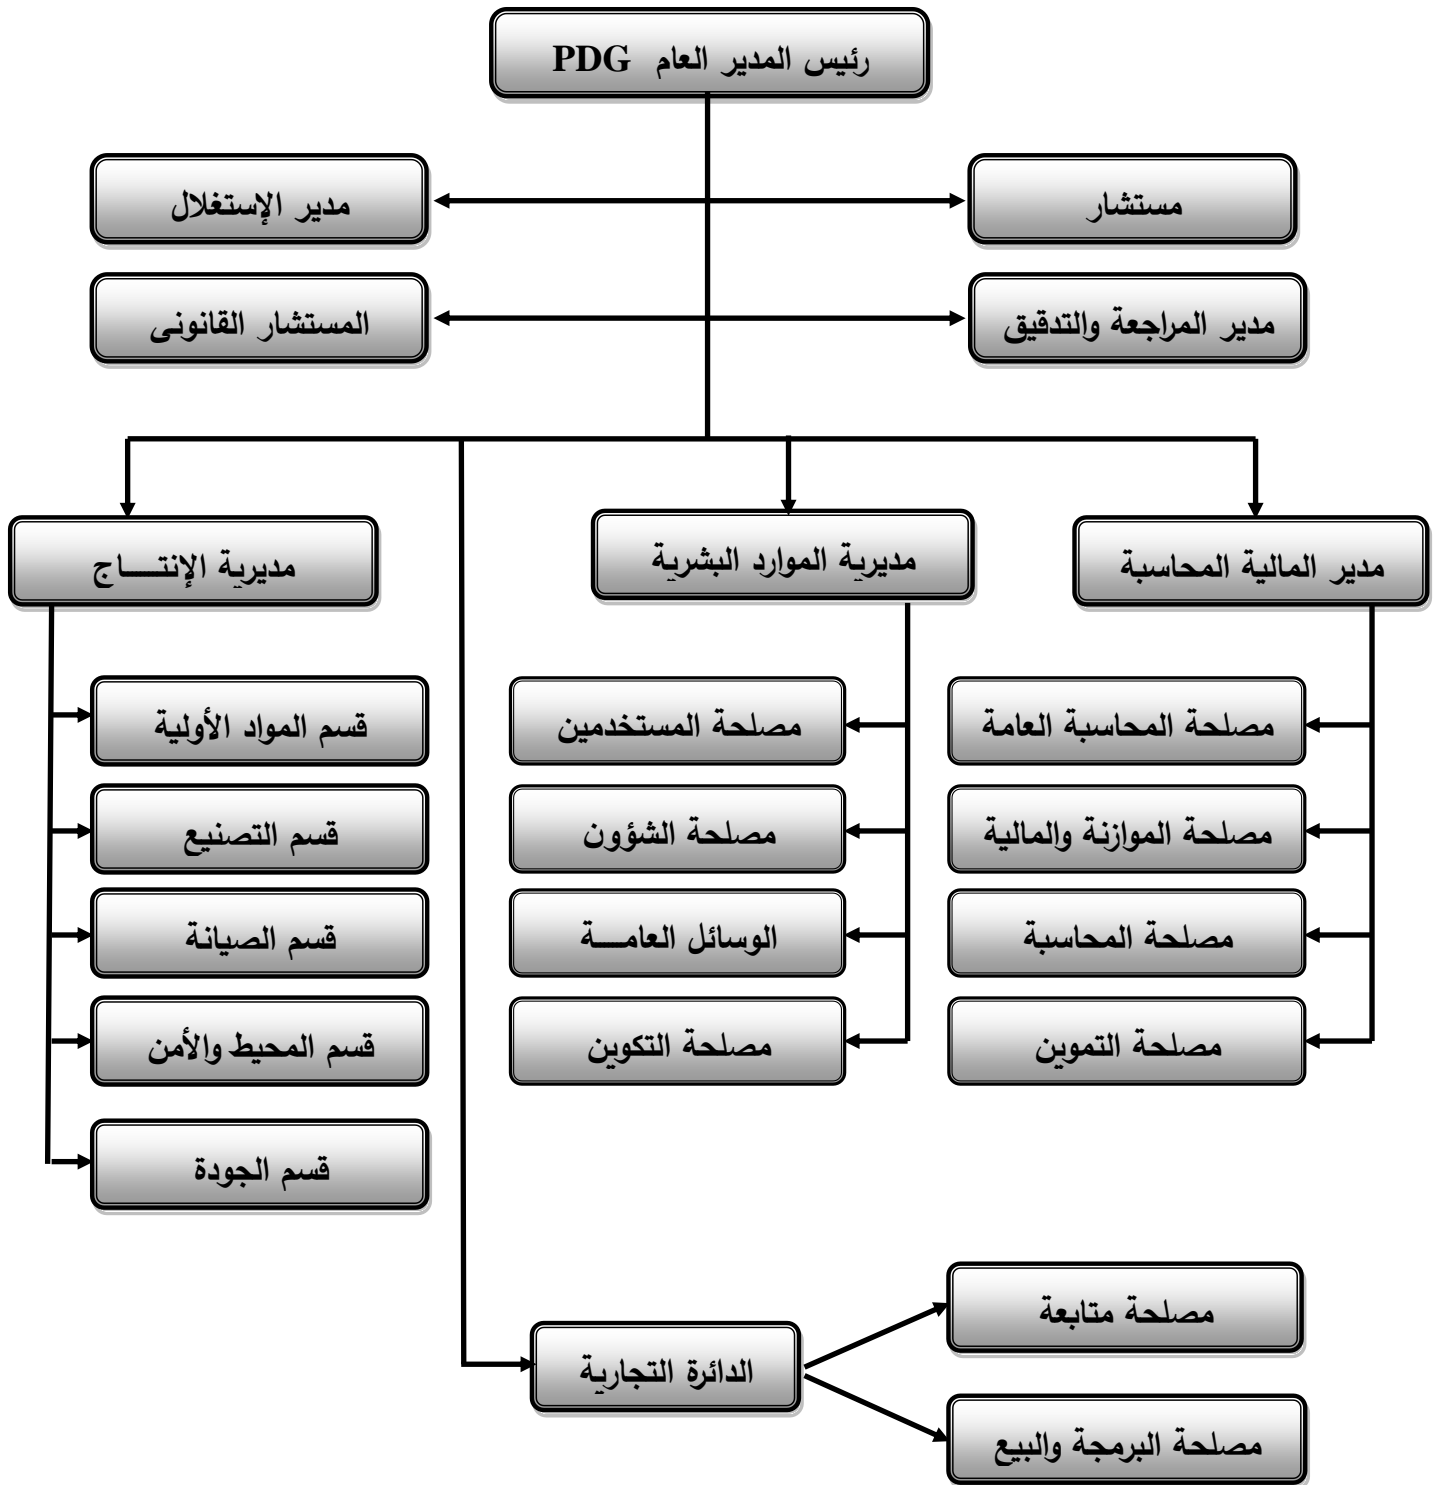 رئيس المدير العام PDG
مستشار
مدير الإستغلال
مدير المراجعة والتدقيق
المستشار القانونى
مدير المالية المحاسبة
مديرية الموارد البشرية
مديرية الإنتـــــاج
مصلحة المحاسبة العامة
مصلحة المستخدمين
قسم المواد الأولية
مصلحة الموازنة والمالية
مصلحة الشؤون
قسم التصنيع
مصلحة المحاسبة
الوسائل العامـــة
قسم الصيانة
مصلحة التموين
مصلحة التكوين
قسم المحيط والأمن
قسم الجودة
مصلحة متابعة
الدائرة التجارية
مصلحة البرمجة والبيع